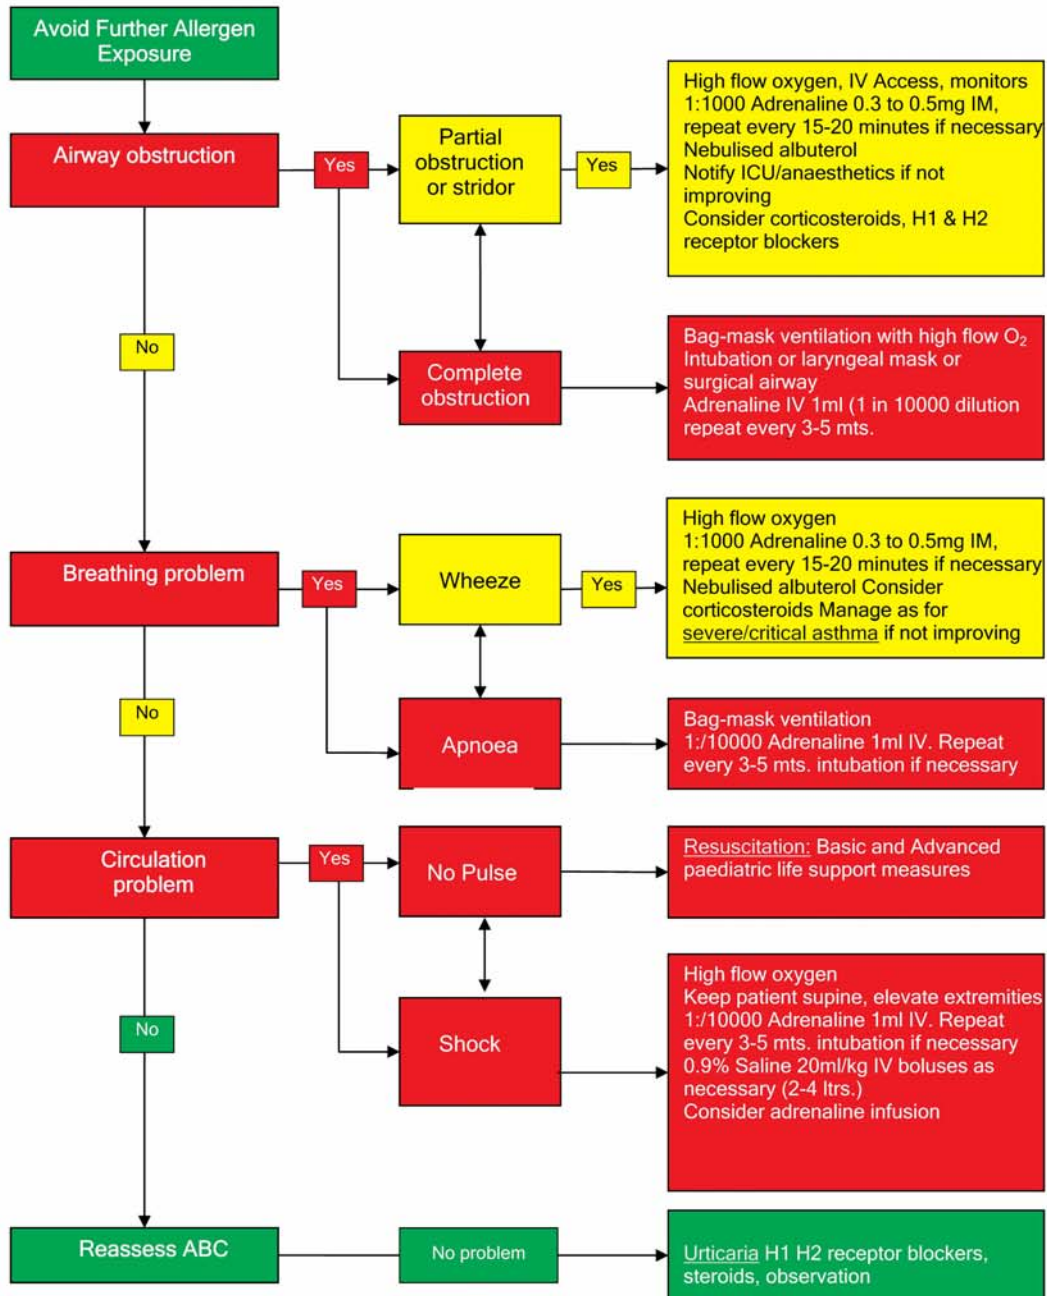 Avoid Further Allergen
Exposure
Airway obstruction
Yes
Partial
obstruction
or stridor
Yes
High flow oxygen, IV Access, monitors
1:1000 Adrenaline 0.3 to 0.5mg IM,
repeat every 15-20 minutes if necessary
Nebulised albuterol
Notify ICU/anaesthetics if not
improving
Consider corticosteroids, H1 & H2
receptor blockers
No
Complete
obstruction
Bag-mask ventilation with high flow O₂
Intubation or laryngeal mask or
surgical airway
Adrenaline IV 1ml (1 in 10000 dilution
repeat every 3-5 mts.
Breathing problem
Yes
Wheeze
Yes
High flow oxygen
1:1000 Adrenaline 0.3 to 0.5mg IM,
repeat every 15-20 minutes if necessary
Nebulised albuterol Consider
corticosteroids Manage as for
severe/critical asthma if not improving
No
Apnoea
Bag-mask ventilation
1:/10000 Adrenaline 1ml IV. Repeat
every 3-5 mts. intubation if necessary
Circulation
problem
Yes
No Pulse
Resuscitation: Basic and Advanced
paediatric life support measures
No
Shock
High flow oxygen
Keep patient supine, elevate extremities
1:/10000 Adrenaline 1ml IV. Repeat
every 3-5 mts. intubation if necessary
0.9% Saline 20ml/kg IV boluses as
necessary (2-4 ltrs.)
Consider adrenaline infusion
Reassess ABC
No problem
Urticaria H1 H2 receptor blockers,
steroids, observation